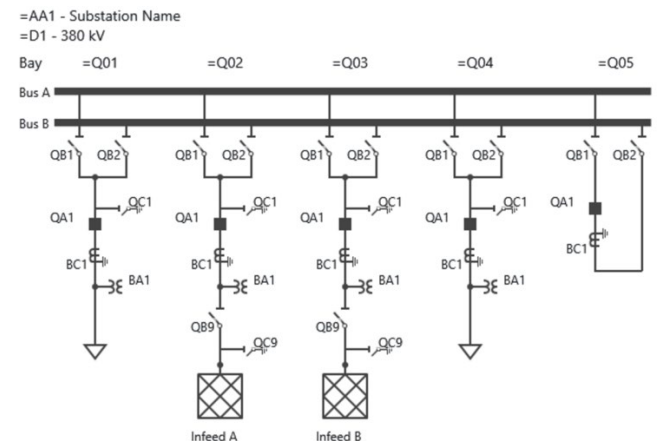 =AA1 - Substation Name
=D1 - 380 kV
Bay =Q01 =Q02 =Q03 =Q04 =Q05
Bus A
Bus B
QB1 QB2 QB1 QB2 QB1 QB2 QB1 QB2 QB1 QB2
QC1 QC1 QC1 QC1 QA1
QA1 QA1 QA1 QA1
BC1
BC1 BC1 BC1 BC1
BA1 BA1 BA1 BA1
QB9 QB9
QC9 QC9
Infeed A Infeed B